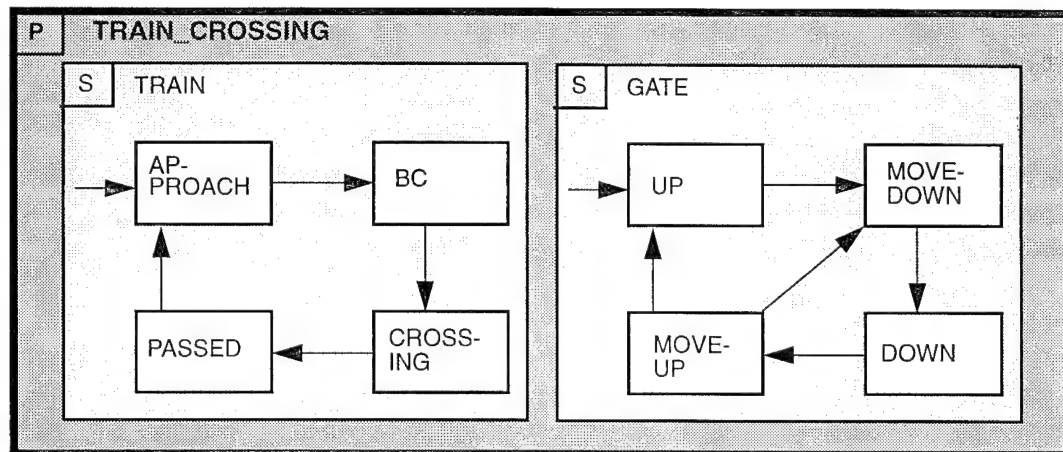 P TRAIN_CROSSING
S TRAIN
AP-
PROACH
BC
PASSED
CROSS-
ING
S GATE
UP
MOVE-
DOWN
MOVE-
UP
DOWN